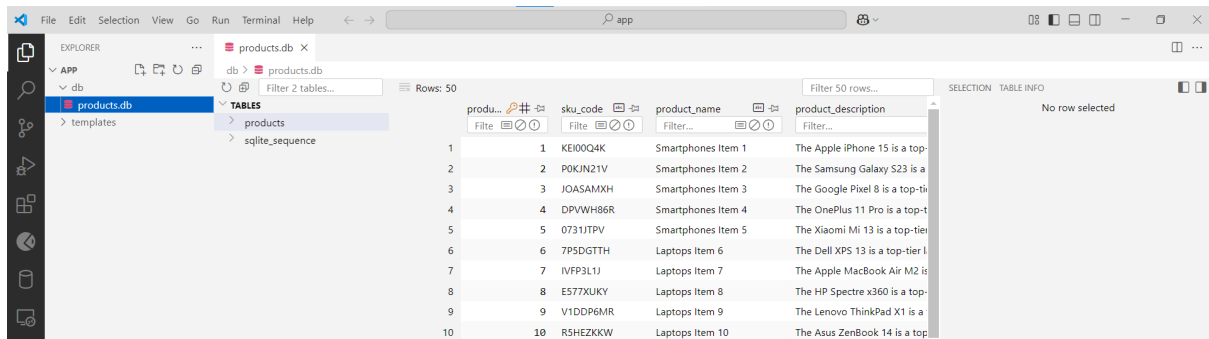 File Edit Selection View Go Run Terminal Help app
EXPLORER
products.db
APP
db > products.db
db
Filter 2 tables...
Rows: 50
Filter 50 rows...
SELECTION TABLE INFO
products.db
TABLES
No row selected
templates
products
sqlite_sequence
produ... sku_code product_name product_description
Filte Filte Filter... Filter...
1 1 KEI00Q4K Smartphones Item 1 The Apple iPhone 15 is a top-
2 2 P0KJN21V Smartphones Item 2 The Samsung Galaxy S23 is a
3 3 JOASAMXH Smartphones Item 3 The Google Pixel 8 is a top-ti
4 4 DPVWH86R Smartphones Item 4 The OnePlus 11 Pro is a top-t
5 5 0731JTPV Smartphones Item 5 The Xiaomi Mi 13 is a top-tier
6 6 7P5DGTTH Laptops Item 6 The Dell XPS 13 is a top-tier l
7 7 IVFP3L1J Laptops Item 7 The Apple MacBook Air M2 is
8 8 E577XUKY Laptops Item 8 The HP Spectre x360 is a top-
9 9 V1DDP6MR Laptops Item 9 The Lenovo ThinkPad X1 is a
10 10 R5HEZKKW Laptops Item 10 The Asus ZenBook 14 is a top